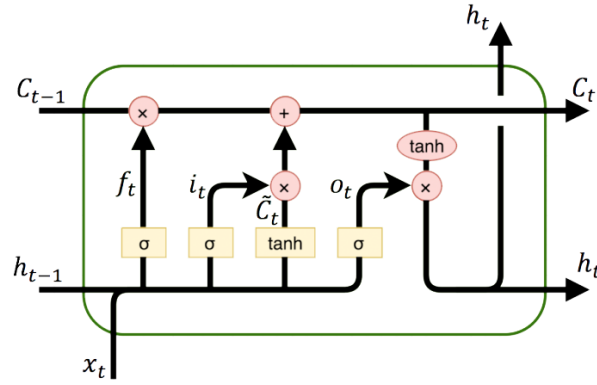 h_t
C_{t-1}
×
+
C_t
tanh
f_t
i_t
×
o_t
×
C̃_t
σ
σ
tanh
σ
h_{t-1}
h_t
x_t